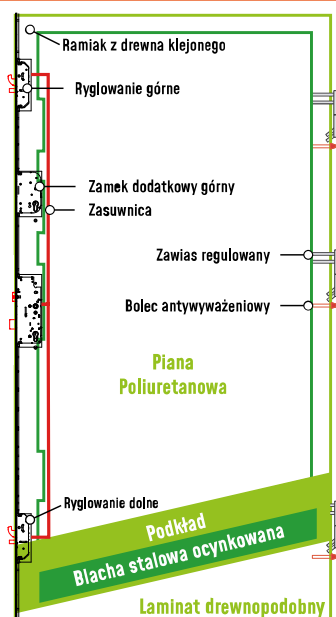 Ramiak z drewna klejonego
Ryglowanie górne
Zamek dodatkowy górny
Zasuwnica
Zawias regulowany
Bolec antywyważeniowy
Piana
Poliuretanowa
Ryglowanie dolne
Podkład
Blacha stalowa ocynkowana
Laminat drewnopodobny